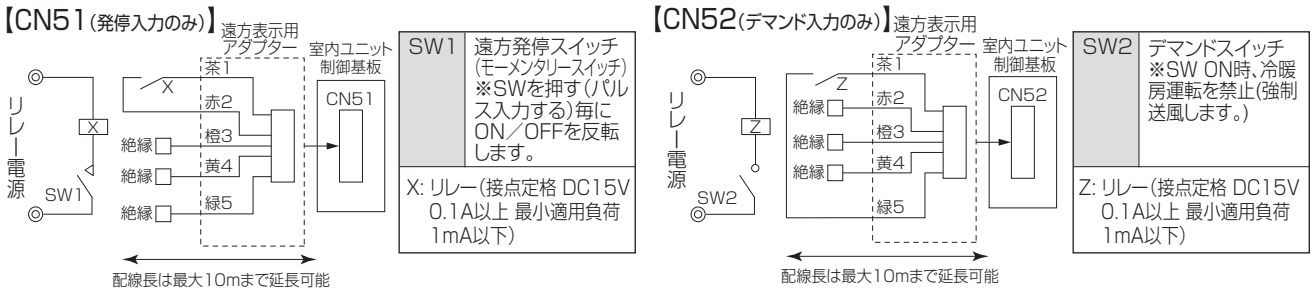 【CN51(発停入力のみ)】
遠方表示用
アダプター
室内ユニット
制御基板
茶1
X
赤2
CN51
橙3
絶縁
黄4
絶縁
緑5
絶縁
リレー電源
X
SW1
配線長は最大10mまで延長可能
SW1
遠方発停スイッチ
(モーメンタリースイッチ)
※SWを押す(パル
ス入力する)毎に
ON/OFFを反転
します。
X: リレー(接点定格 DC15V
0.1A以上 最小適用負荷
1mA以下)
【CN52(デマンド入力のみ)】
遠方表示用
アダプター
室内ユニット
制御基板
茶1
Z
絶縁
赤2
CN52
絶縁
橙3
絶縁
黄4
緑5
リレー電源
Z
SW2
配線長は最大10mまで延長可能
SW2
デマンドスイッチ
※SW ON時、冷暖
房運転を禁止(強制
送風します。)
Z: リレー(接点定格 DC15V
0.1A以上 最小適用負荷
1mA以下)